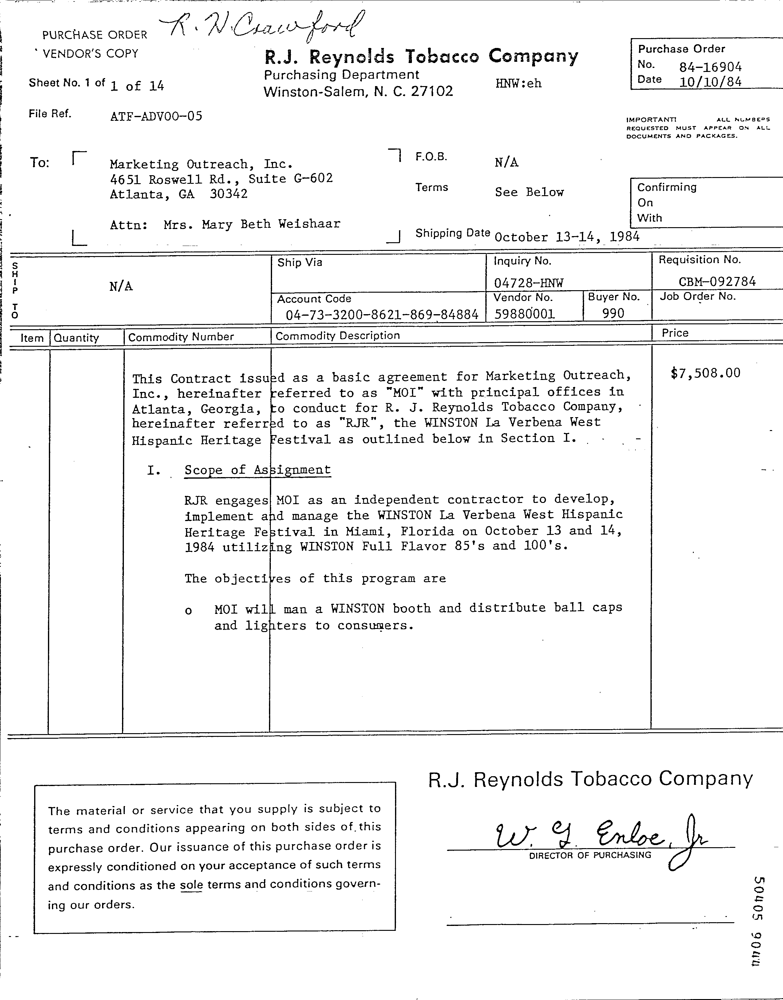 R. N. Crawford
PURCHASE ORDER
' VENDOR'S COPY
Sheet No. 1 of 1 of 14
File Ref. ATF-ADV00-05
R.J. Reynolds Tobacco Company
Purchasing Department
Winston-Salem, N. C. 27102
HNW:eh
Purchase Order
No. 84-16904
Date 10/10/84
IMPORTANT! ALL NUMBERS
REQUESTED MUST APPEAR ON ALL
DOCUMENTS AND PACKAGES.
To:
Marketing Outreach, Inc.
4651 Roswell Rd., Suite G-602
Atlanta, GA 30342
Attn: Mrs. Mary Beth Weishaar
F.O.B. N/A
Terms See Below
Shipping Date October 13-14, 1984
Confirming
On
With
SHIP TO
N/A
Ship Via
Inquiry No.
04728-HNW
Requisition No.
CBM-092784
Account Code
04-73-3200-8621-869-84884
Vendor No.
59880001
Buyer No.
990
Job Order No.
Item Quantity Commodity Number Commodity Description Price
This Contract issued as a basic agreement for Marketing Outreach, $7,508.00
Inc., hereinafter referred to as "MOI" with principal offices in
Atlanta, Georgia, to conduct for R. J. Reynolds Tobacco Company,
hereinafter referred to as "RJR", the WINSTON La Verbena West
Hispanic Heritage Festival as outlined below in Section I.
I. Scope of Assignment
RJR engages MOI as an independent contractor to develop,
implement and manage the WINSTON La Verbena West Hispanic
Heritage Festival in Miami, Florida on October 13 and 14,
1984 utilizing WINSTON Full Flavor 85's and 100's.
The objectives of this program are
o MOI will man a WINSTON booth and distribute ball caps
and lighters to consumers.
The material or service that you supply is subject to
terms and conditions appearing on both sides of this
purchase order. Our issuance of this purchase order is
expressly conditioned on your acceptance of such terms
and conditions as the sole terms and conditions govern-
ing our orders.
R.J. Reynolds Tobacco Company
W. G. Enloe, Jr
DIRECTOR OF PURCHASING
50405 9044